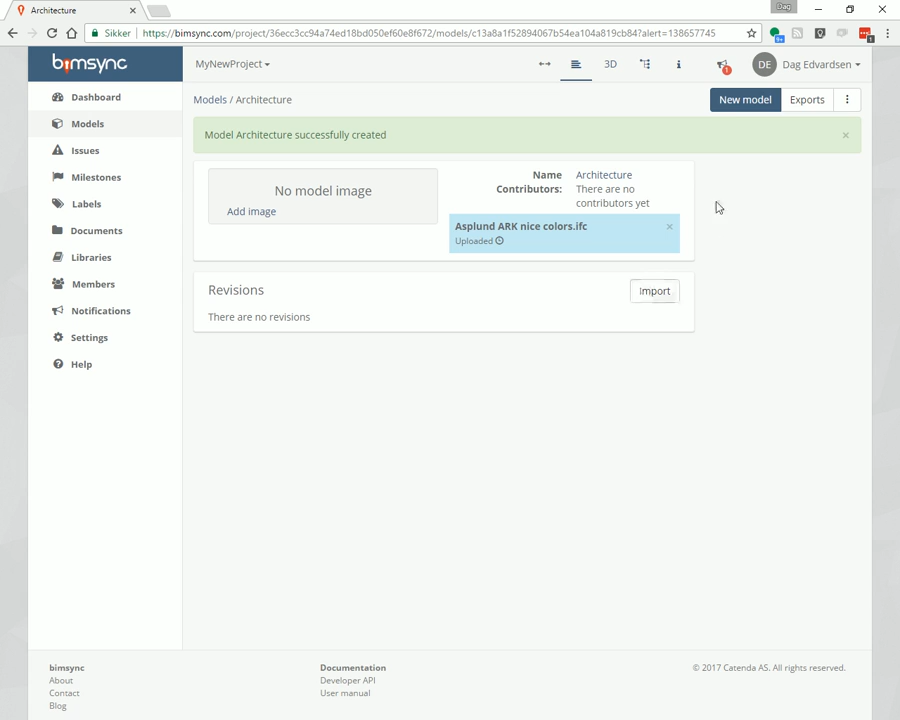 Dag
Architecture
Sikker
https://bimsync.com/project/36ecc3cc94a74ed18bd050ef60e8f672/models/c13a8a1f52894067b54ea104a819cb84?alert=138657745
9+
1
bimsync
MyNewProject
3D
1
DE
Dag Edvardsen
Dashboard
Models
Issues
Milestones
Labels
Documents
Libraries
Members
Notifications
Settings
Help
Models / Architecture
New model
Exports
Model Architecture successfully created
No model image
Add image
Name Architecture
Contributors: There are no
contributors yet
Asplund ARK nice colors.ifc
Uploaded
Revisions
Import
There are no revisions
bimsync
About
Contact
Blog
Documentation
Developer API
User manual
© 2017 Catenda AS. All rights reserved.